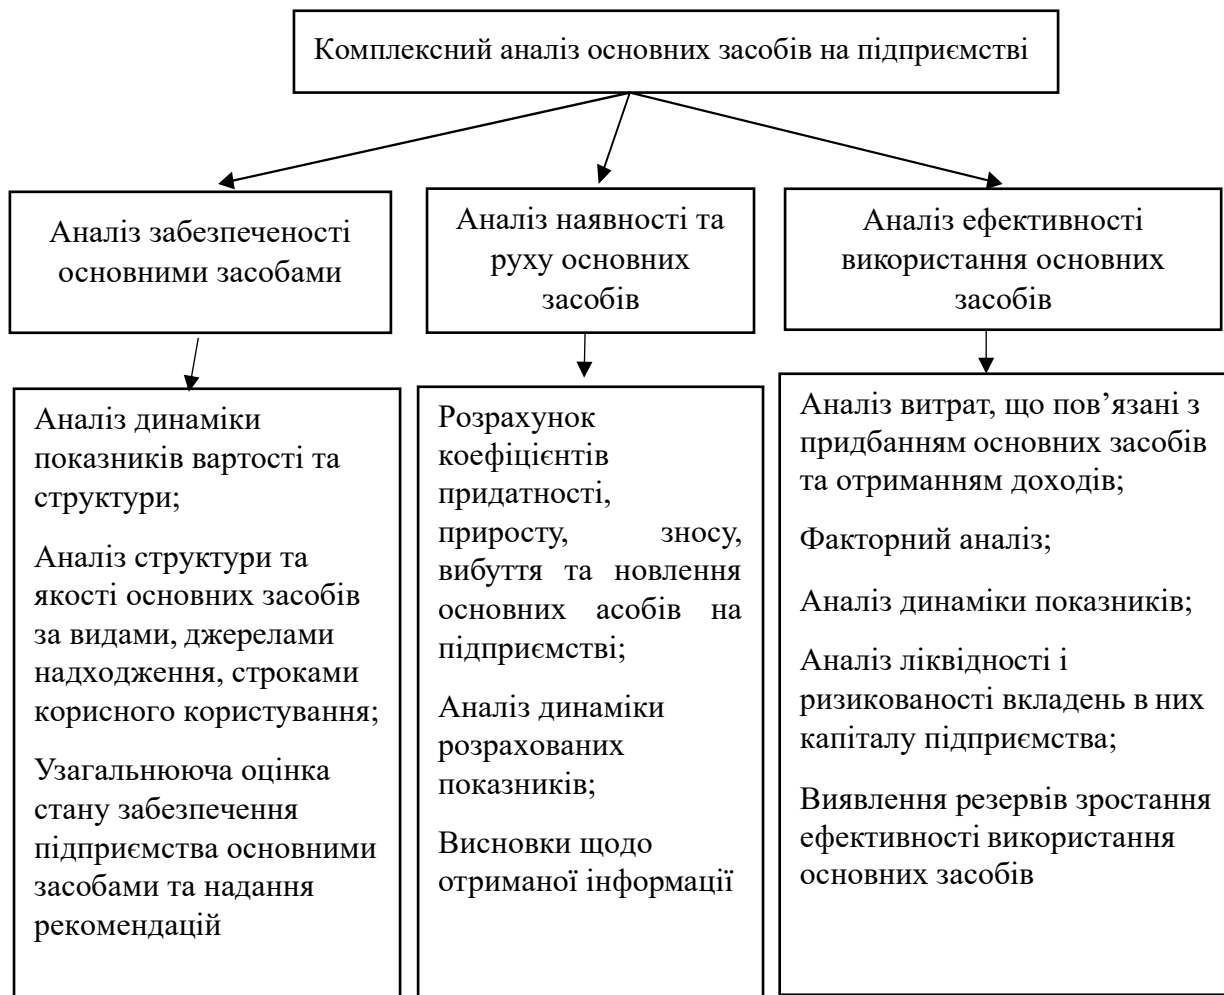 Комплексний аналіз основних засобів на підприємстві
Аналіз забезпеченості
основними засобами
Аналіз наявності та
руху основних
засобів
Аналіз ефективності
використання основних
засобів
Аналіз динаміки
показників вартості та
структури;
Аналіз структури та
якості основних засобів
за видами, джерелами
надходження, строками
корисного користування;
Узагальнююча оцінка
стану забезпечення
підприємства основними
засобами та надання
рекомендацій
Розрахунок
коефіцієнтів
придатності,
приросту, зносу,
вибуття та новлення
основних асобів на
підприємстві;
Аналіз динаміки
розрахованих
показників;
Висновки щодо
отриманої інформації
Аналіз витрат, що пов’язані з
придбанням основних засобів
та отриманням доходів;
Факторний аналіз;
Аналіз динаміки показників;
Аналіз ліквідності і
ризикованості вкладень в них
капіталу підприємства;
Виявлення резервів зростання
ефективності використання
основних засобів